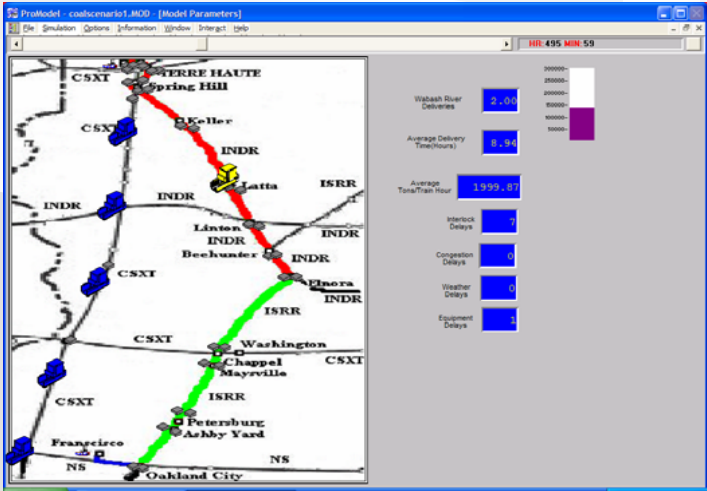 ProModel - coalscenario1.MOD - [Model Parameters]
File Simulation Options Information Window Interact Help
HR: 495 MIN: 59
TERRE HAUTE
CSXT
Spring Hill
CSXT
Keller
INDR
Latta
ISRR
INDR
INDR
Linton
INDR
INDR
Beehunter
INDR
CSXT
Elnora
INDR
ISRR
CSXT
Washington
Chappel
CSXT
Maysville
CSXT
ISRR
Petersburg
Ashby Yard
Franscisco
NS
NS
Oakland City
Wabash River
Deliveries
2.00
Average Delivery
Time(Hours)
8.94
Average
Tons/Train Hour
1999.87
Interlock
Delays
7
Congestion
Delays
0
Weather
Delays
0
Equipment
Delays
1
300000-
250000-
200000-
150000-
100000-
50000-